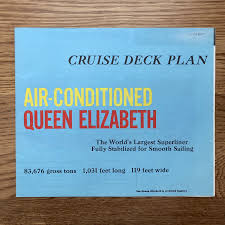 CRUISE DECK PLAN
AIR-CONDITIONED
QUEEN ELIZABETH
The World's Largest Superliner
Fully Stabilized for Smooth Sailing
83,676 gross tons 1,031 feet long 119 feet wide